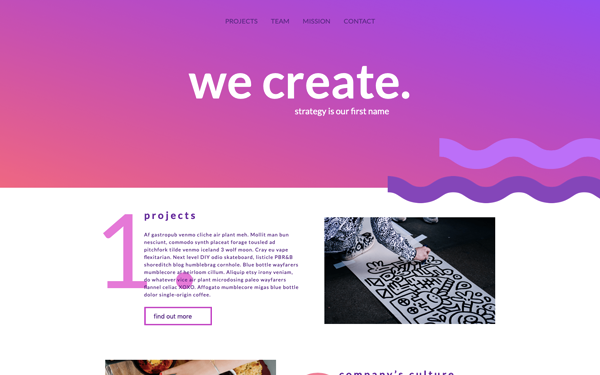 PROJECTS TEAM MISSION CONTACT
we create.
strategy is our first name
1.
projects
Af gastropub venmo cliche air plant meh. Mollit man bun
nesciunt, commodo synth placeat forage tousled ad
pitchfork tilde venmo iceland 3 wolf moon. Cray eu vape
flexitarian. Next level DIY odio skateboard, listicle PBR&B
shoreditch blog humblebrag cornhole. Blue bottle wayfarers
mumblecore af heirloom cillum. Aliquip etsy irony veniam,
do whatever vice air plant microdosing paleo wayfarers
flannel celiac XOXO. Affogato mumblecore migas blue bottle
dolor single-origin coffee.
find out more
company's culture